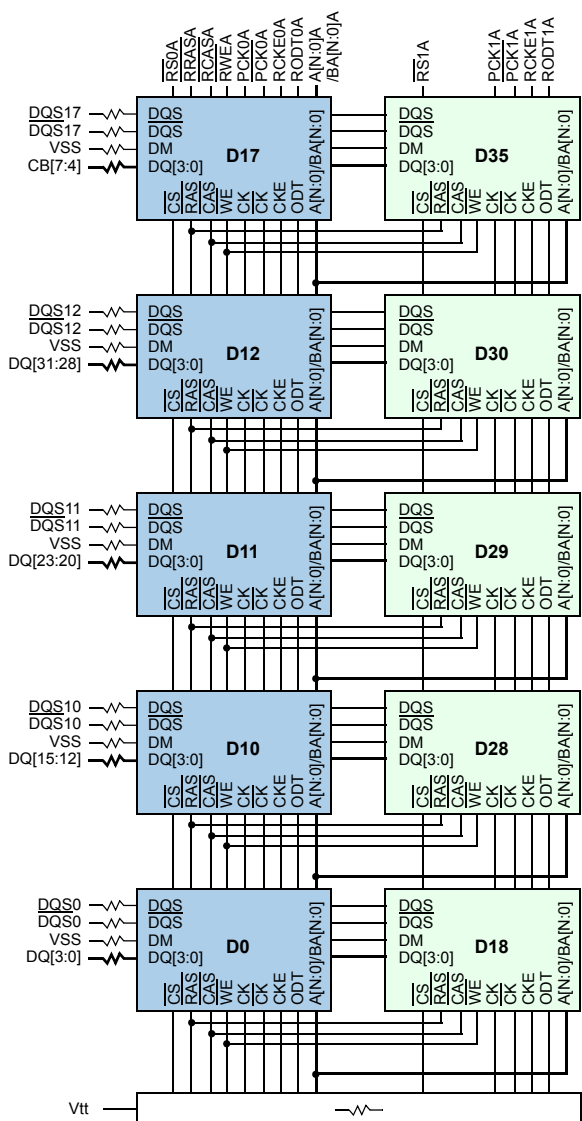 RS0A
RRASA
RCASA
RWEA
PCK0A
PCK0A
RCKE0A
RODT0A
A[N:0]A
/BA[N:0]A
RS1A
PCK1A
PCK1A
RCKE1A
RODT1A
DQS17
DQS17
VSS
CB[7:4]
DQS
DQS
DM
DQ[3:0]
D17
CS
RAS
CAS
WE
CK
CK
CKE
ODT
A[N:0]/BA[N:0]
DQS
DQS
DM
DQ[3:0]
D35
CS
RAS
CAS
WE
CK
CK
CKE
ODT
A[N:0]/BA[N:0]
DQS12
DQS12
VSS
DQ[31:28]
DQS
DQS
DM
DQ[3:0]
D12
CS
RAS
CAS
WE
CK
CK
CKE
ODT
A[N:0]/BA[N:0]
DQS
DQS
DM
DQ[3:0]
D30
CS
RAS
CAS
WE
CK
CK
CKE
ODT
A[N:0]/BA[N:0]
DQS11
DQS11
VSS
DQ[23:20]
DQS
DQS
DM
DQ[3:0]
D11
CS
RAS
CAS
WE
CK
CK
CKE
ODT
A[N:0]/BA[N:0]
DQS
DQS
DM
DQ[3:0]
D29
CS
RAS
CAS
WE
CK
CK
CKE
ODT
A[N:0]/BA[N:0]
DQS10
DQS10
VSS
DQ[15:12]
DQS
DQS
DM
DQ[3:0]
D10
CS
RAS
CAS
WE
CK
CK
CKE
ODT
A[N:0]/BA[N:0]
DQS
DQS
DM
DQ[3:0]
D28
CS
RAS
CAS
WE
CK
CK
CKE
ODT
A[N:0]/BA[N:0]
DQS0
DQS0
VSS
DQ[3:0]
DQS
DQS
DM
DQ[3:0]
D0
CS
RAS
CAS
WE
CK
CK
CKE
ODT
A[N:0]/BA[N:0]
DQS
DQS
DM
DQ[3:0]
D18
CS
RAS
CAS
WE
CK
CK
CKE
ODT
A[N:0]/BA[N:0]
Vtt